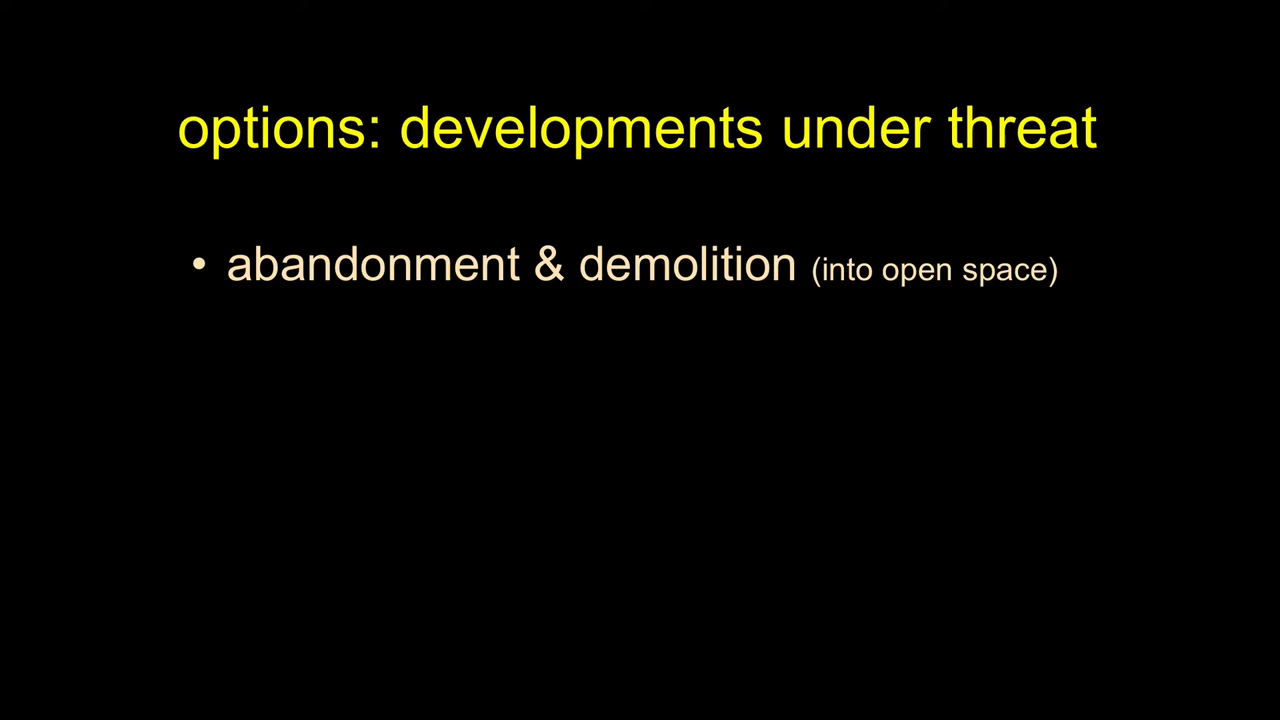 options: developments under threat
• abandonment & demolition (into open space)